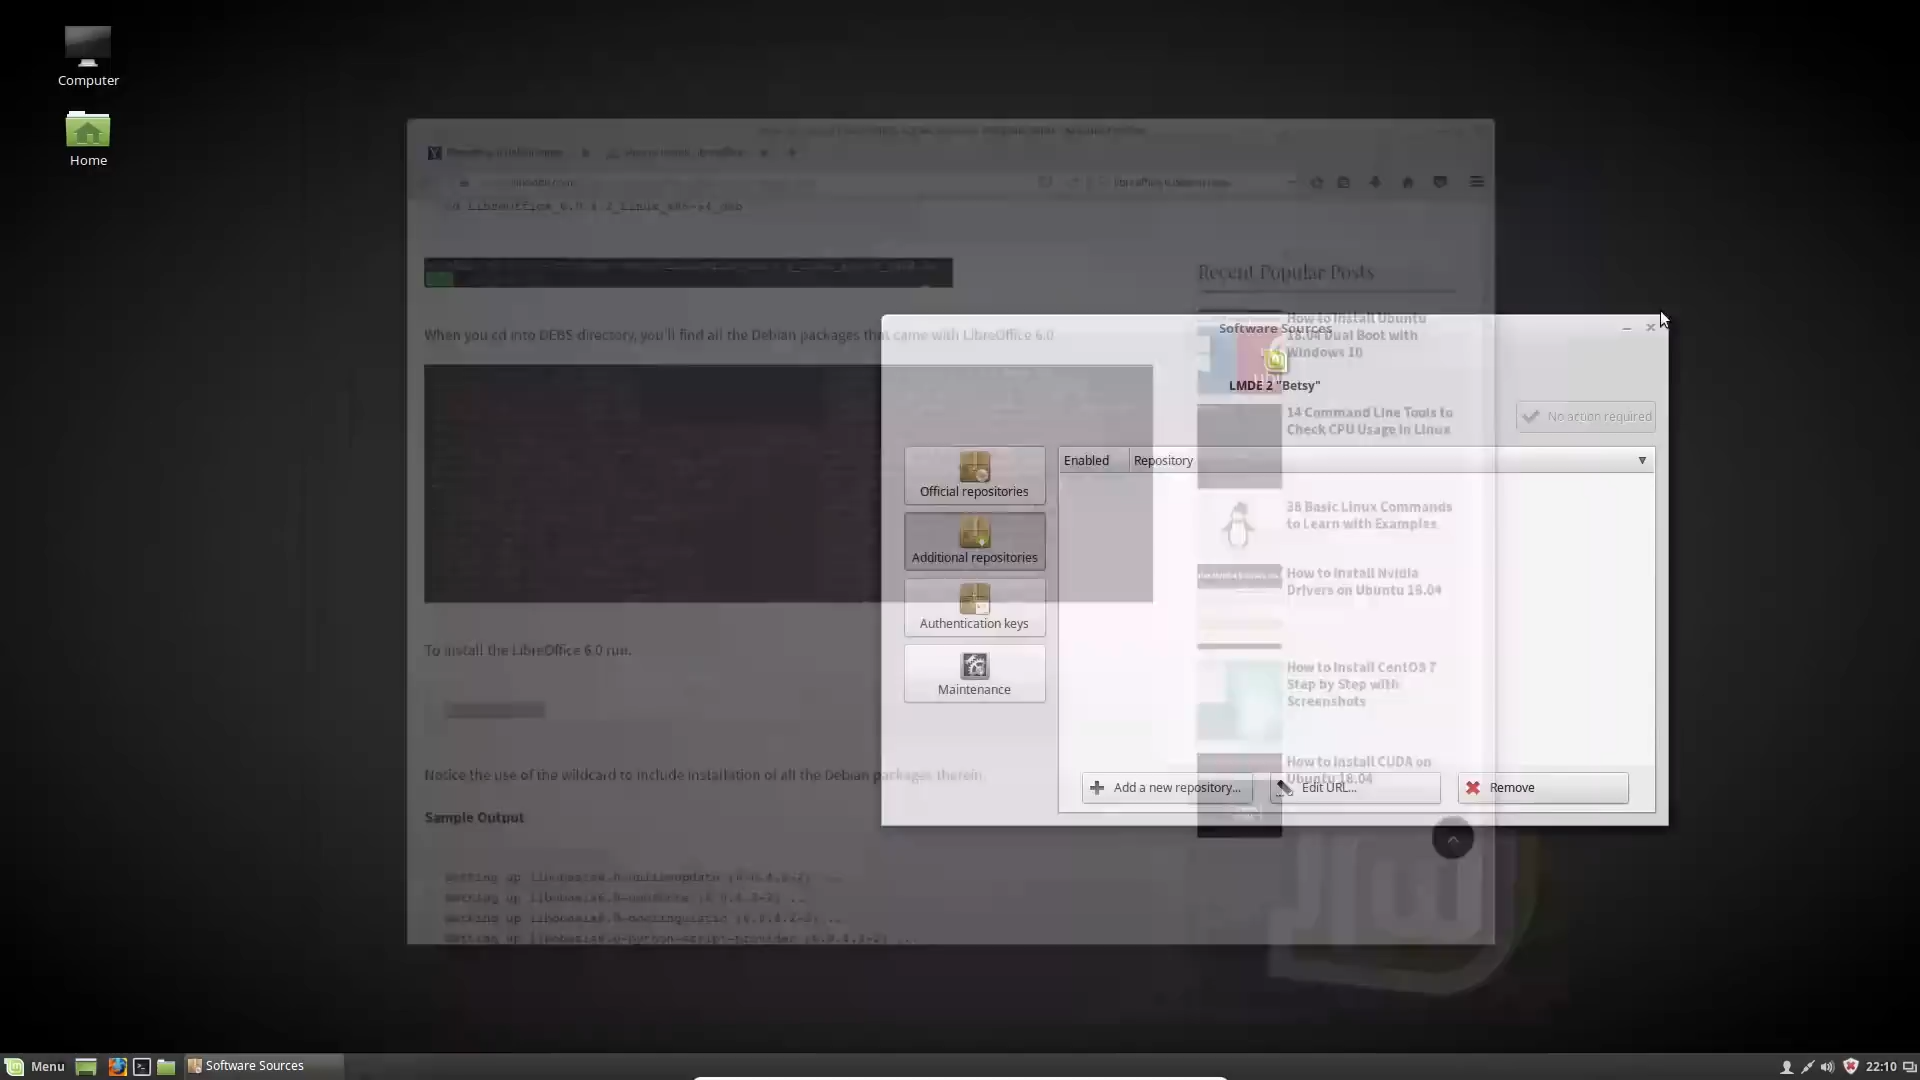 Computer
Home
When you cd into DEBS directory, you'll find all the Debian packages that came with LibreOffice 6.0
To install the LibreOffice 6.0 run.
Notice the use of the wildcard to include installation of all the Debian packages therein
Sample Output
Recent Popular Posts
How to Install Ubuntu
18.04 Dual Boot with
Windows 10
14 Command Line Tools to
Check CPU Usage in Linux
38 Basic Linux Commands
to Learn with Examples
How to Install Nvidia
Drivers on Ubuntu 18.04
How to Install CentOS 7
Step by Step with
Screenshots
How to Install CUDA on
Ubuntu 18.04
Software Sources
LMDE 2 "Betsy"
No action required
Official repositories
Additional repositories
Authentication keys
Maintenance
Enabled Repository
Add a new repository...
Edit URL...
Remove
Menu
Software Sources
22:10